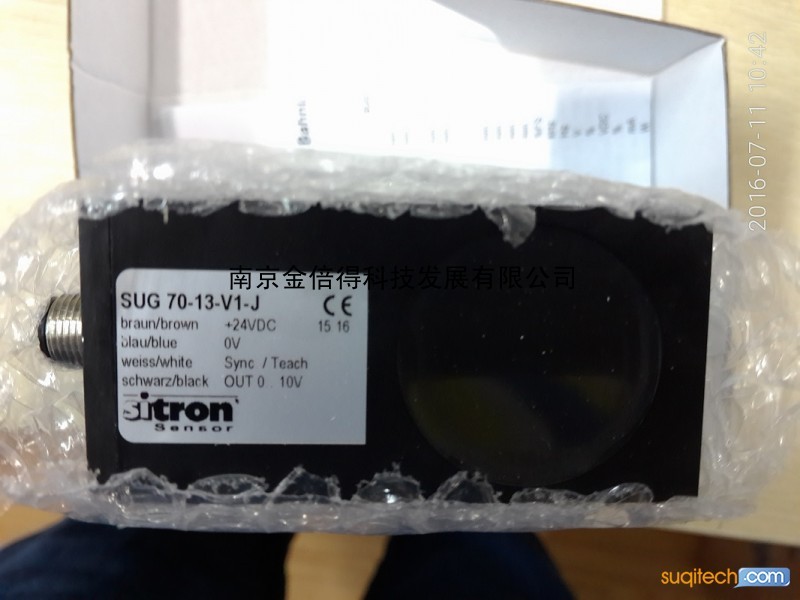 2016-07-11 10:42
南京金倍得科技发展有限公司
SUG 70-13-V1-J
braun/brown +24VDC 15 16
blau/blue 0V
weiss/white Sync / Teach
schwarz/black OUT 0.. 10V
sitron
Sensor
suqitech.com